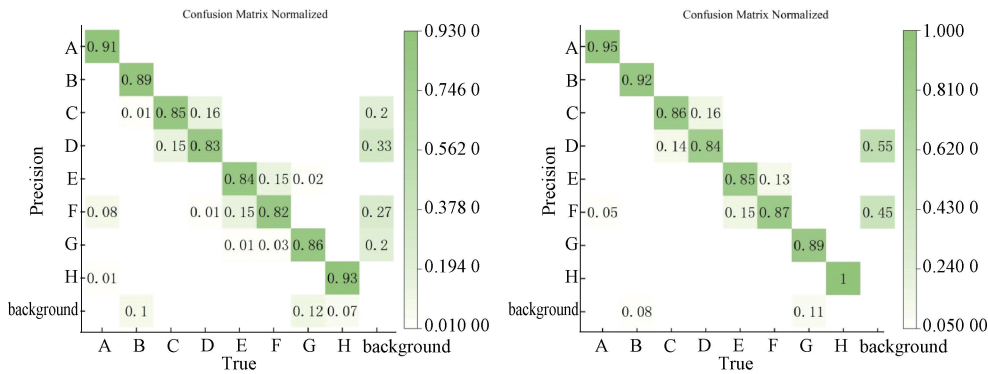 Confusion Matrix Normalized
A 0.91 0.930 0
B 0.89 0.746 0
C 0.01 0.85 0.16 0.2
D 0.15 0.83 0.33 0.562 0
E 0.84 0.15 0.02
F 0.08 0.01 0.15 0.82 0.27 0.378 0
G 0.01 0.03 0.86 0.2
H 0.01 0.93 0.194 0
background 0.1 0.12 0.07 0.010 00
Precision
A B C D E F G H background
True
Confusion Matrix Normalized
A 0.95 1.000
B 0.92 0.810 0
C 0.86 0.16
D 0.14 0.84 0.55 0.620 0
E 0.85 0.13
F 0.05 0.15 0.87 0.45 0.430 0
G 0.89
H 1 0.240 0
background 0.08 0.11 0.050 00
Precision
A B C D E F G H background
True